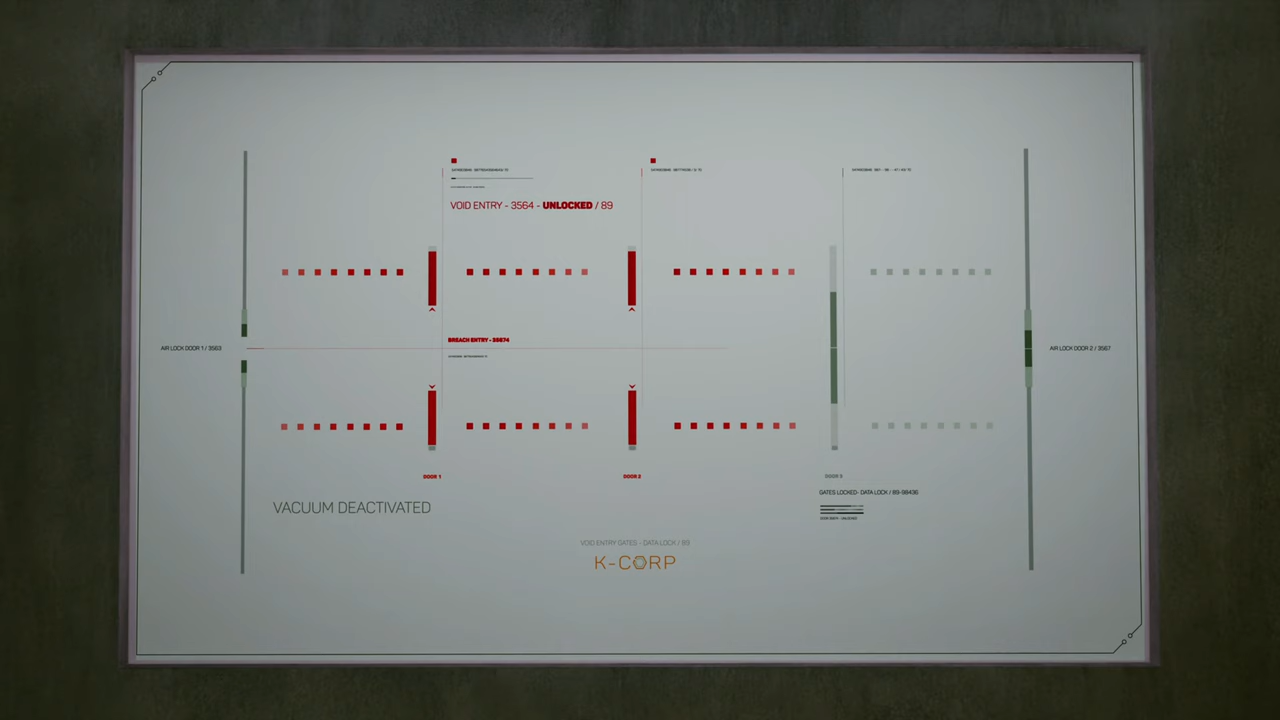 VOID ENTRY - 3564 - UNLOCKED / 89
BREACH ENTRY - 35674
AIR LOCK DOOR 1 / 3563
AIR LOCK DOOR 2 / 3567
DOOR 1
DOOR 2
DOOR 3
GATES LOCKED- DATA LOCK / 89-98436
VACUUM DEACTIVATED
VOID ENTRY GATES - DATA LOCK / 89
K-CORP